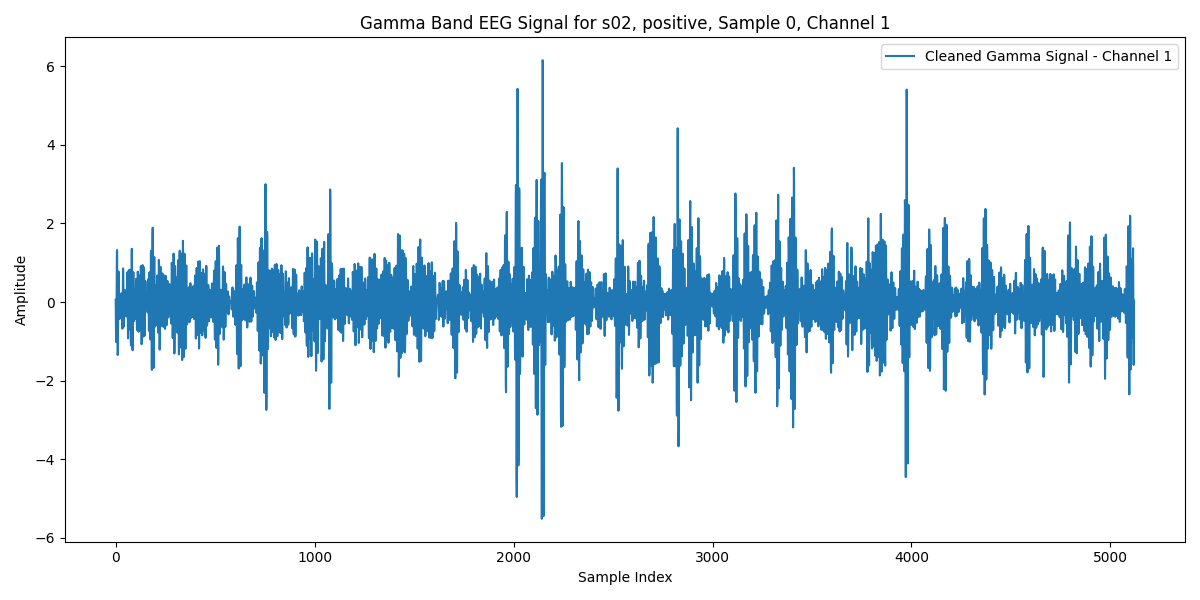 Gamma Band EEG Signal for s02, positive, Sample 0, Channel 1
Cleaned Gamma Signal - Channel 1
6
4
2
0
−2
−4
−6
Amplitude
0 1000 2000 3000 4000 5000
Sample Index